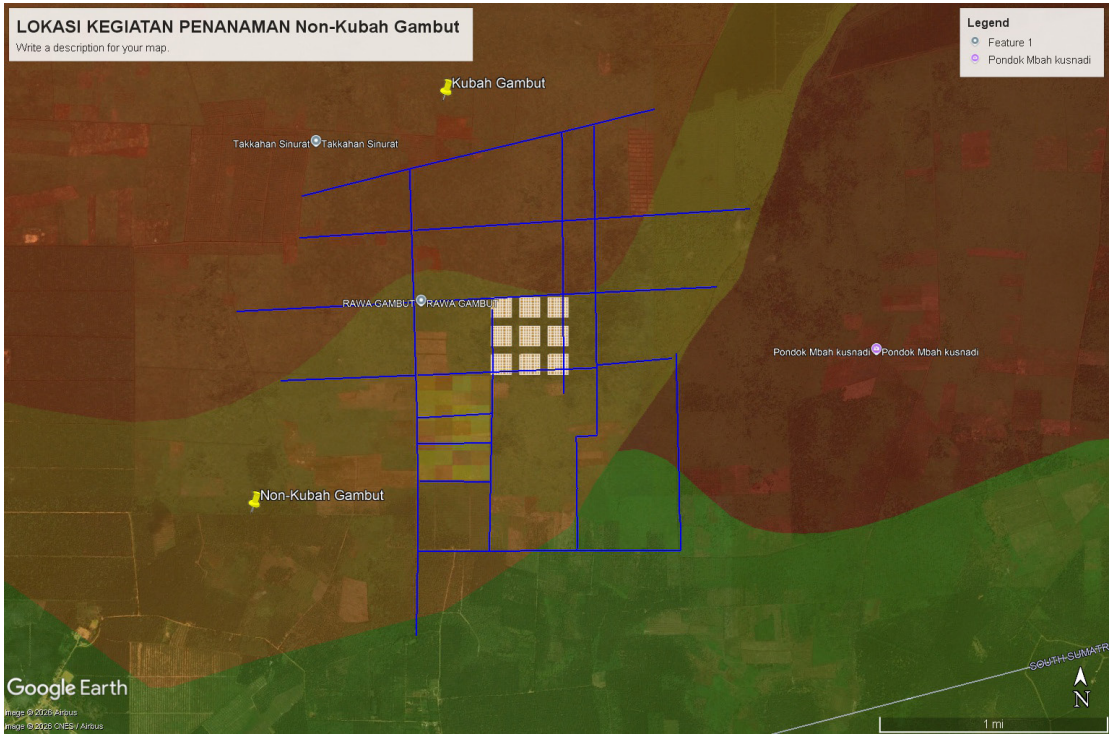 LOKASI KEGIATAN PENANAMAN Non-Kubah Gambut
Write a description for your map.
Legend
Feature 1
Pondok Mbah kusnadi
Kubah Gambut
Takkahan Sinurat Takkahan Sinurat
RAWA GAMBUT RAWA GAMBU
Pondok Mbah kusnadi Pondok Mbah kusnadi
Non-Kubah Gambut
SOUTH SUMATR
Google Earth
N
Image © 2026 Airbus
Image © 2026 CNES / Airbus
1 mi